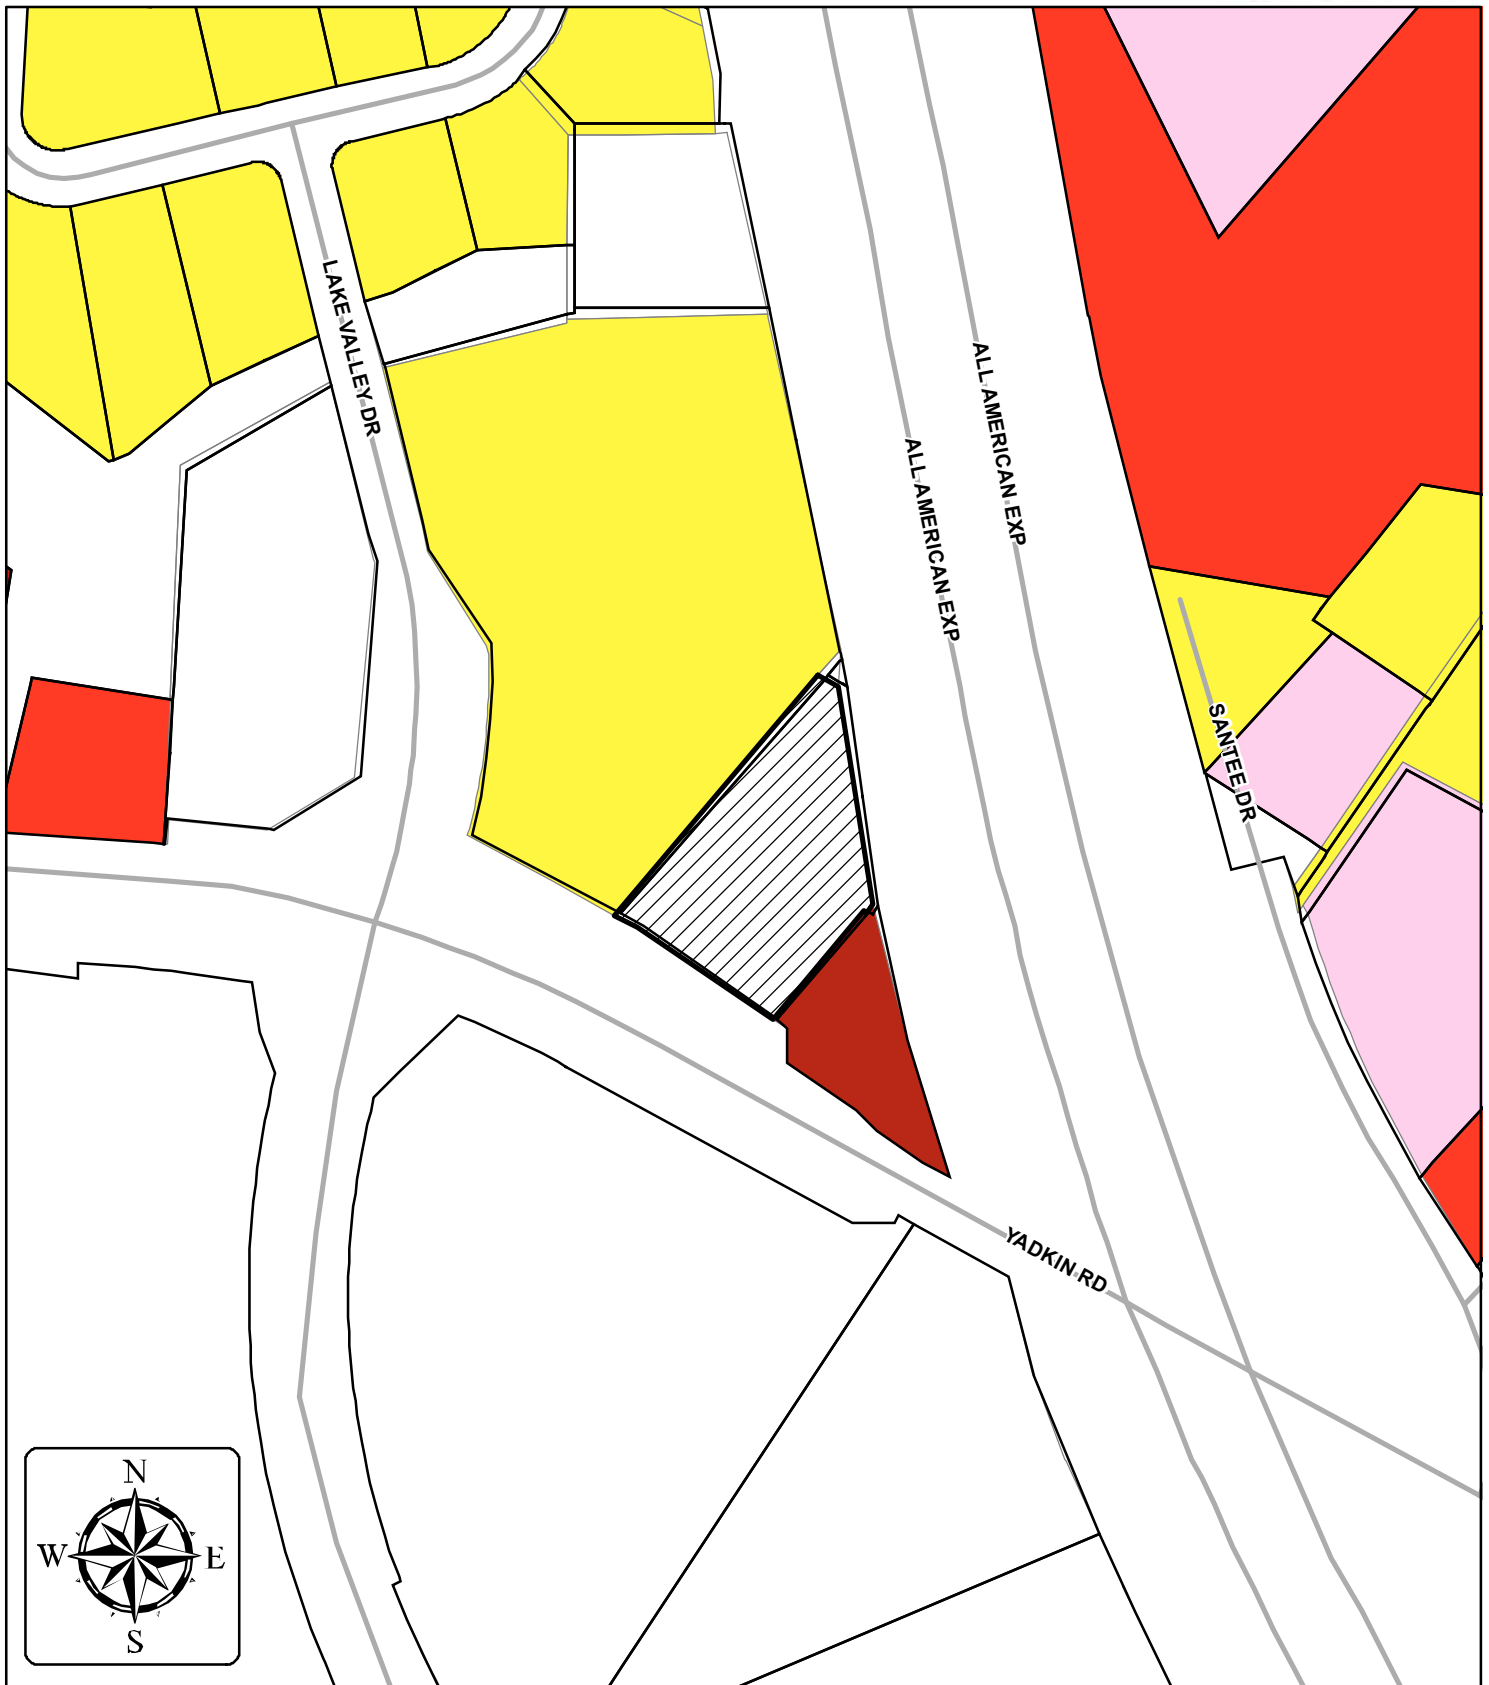 LAKE VALLEY DR
ALL AMERICAN EXP
ALL AMERICAN EXP
SANTEE DR
YADKIN RD
N
W E
S